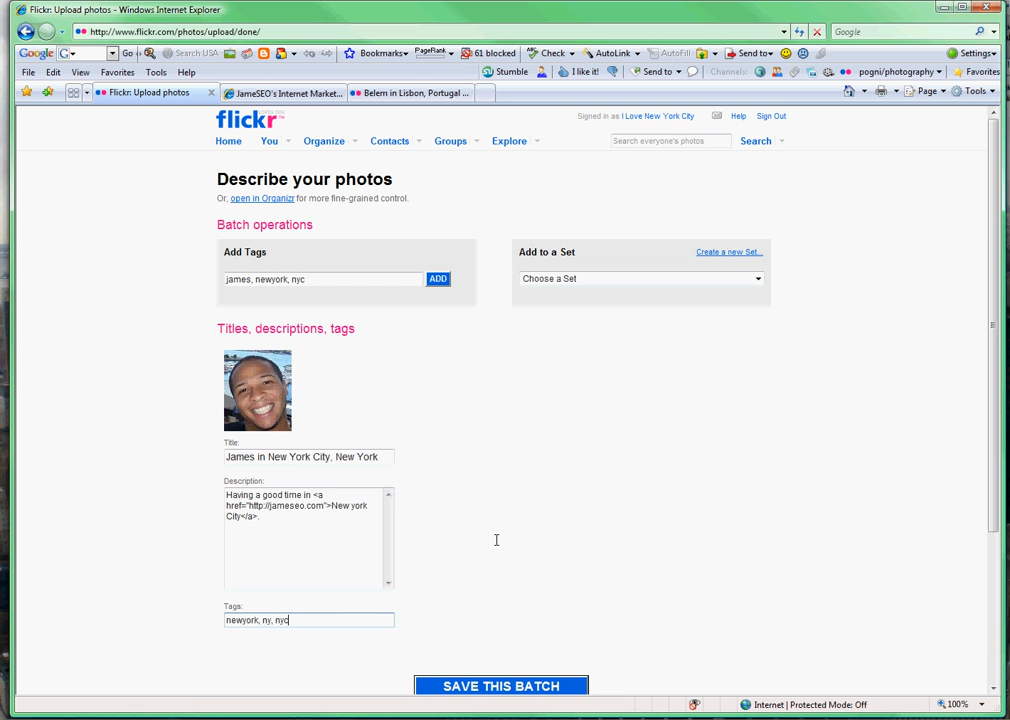 Flickr: Upload photos - Windows Internet Explorer
http://www.flickr.com/photos/upload/done/
Google
Google
G
Go
Search USA
Bookmarks
PageRank
61 blocked
Check
AutoLink
AutoFill
Send to
Settings
File Edit View Favorites Tools Help
Stumble
I like it!
Send to
Channels:
pogni/photography
Favorites
Flickr: Upload photos
JameSEO's Internet Market...
Belem in Lisbon, Portugal ...
Page
Tools
flickr
Signed in as I Love New York City
Help
Sign Out
Home You Organize Contacts Groups Explore
Search everyone's photos
Search
Describe your photos
Or, open in Organizr for more fine-grained control.
Batch operations
Add Tags
james, newyork, nyc
ADD
Add to a Set
Create a new Set...
Choose a Set
Titles, descriptions, tags
Title:
James in New York City, New York
Description:
Having a good time in <a
href="http://jameseo.com">New york
City</a>.
Tags:
newyork, ny, nyc
SAVE THIS BATCH
Internet | Protected Mode: Off
100%